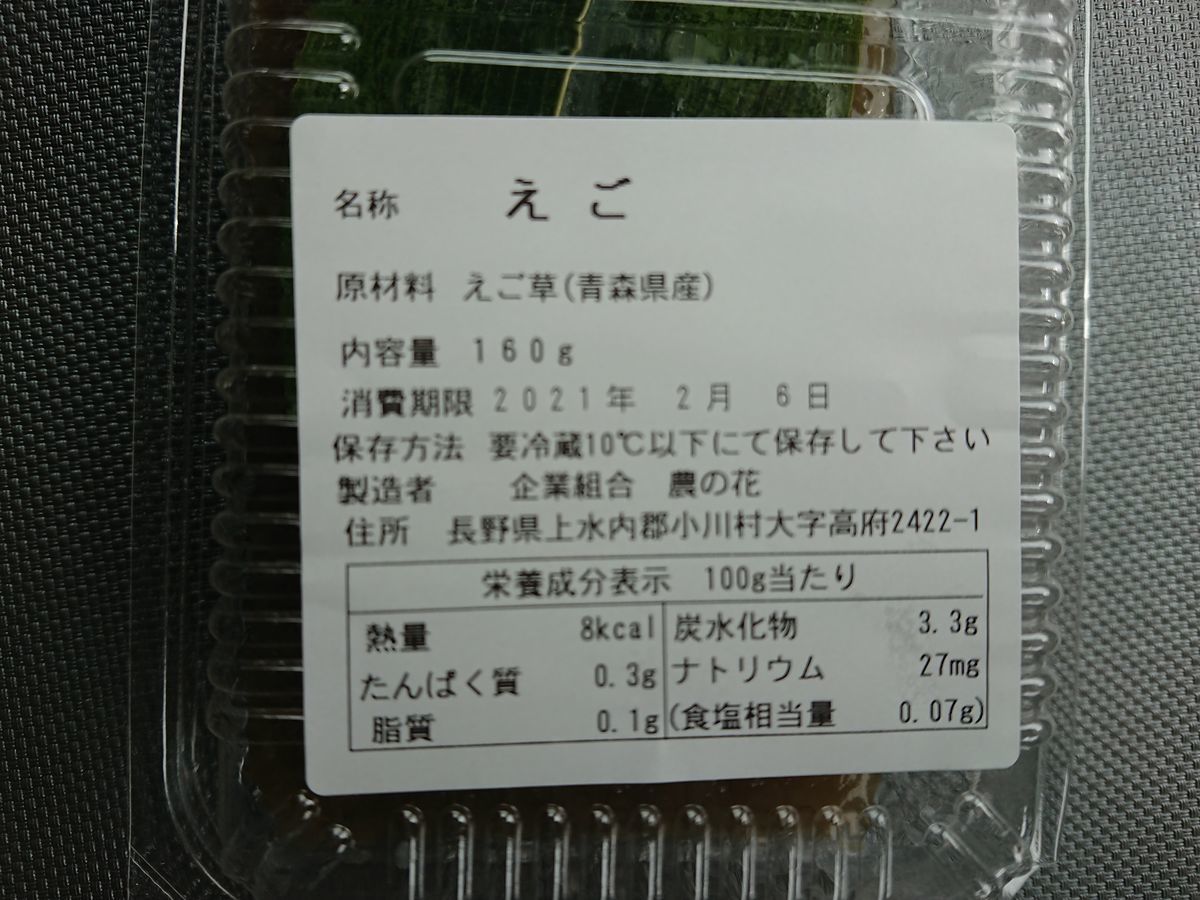 名称 えご
原材料 えご草(青森県産)
内容量 160g
消費期限 2021年 2月 6日
保存方法 要冷蔵10℃以下にて保存して下さい
製造者 企業組合 農の花
住所 長野県上水内郡小川村大字高府2422-1
栄養成分表示 100g当たり
熱量 8kcal 炭水化物 3.3g
たんぱく質 0.3g ナトリウム 27mg
脂質 0.1g (食塩相当量 0.07g)